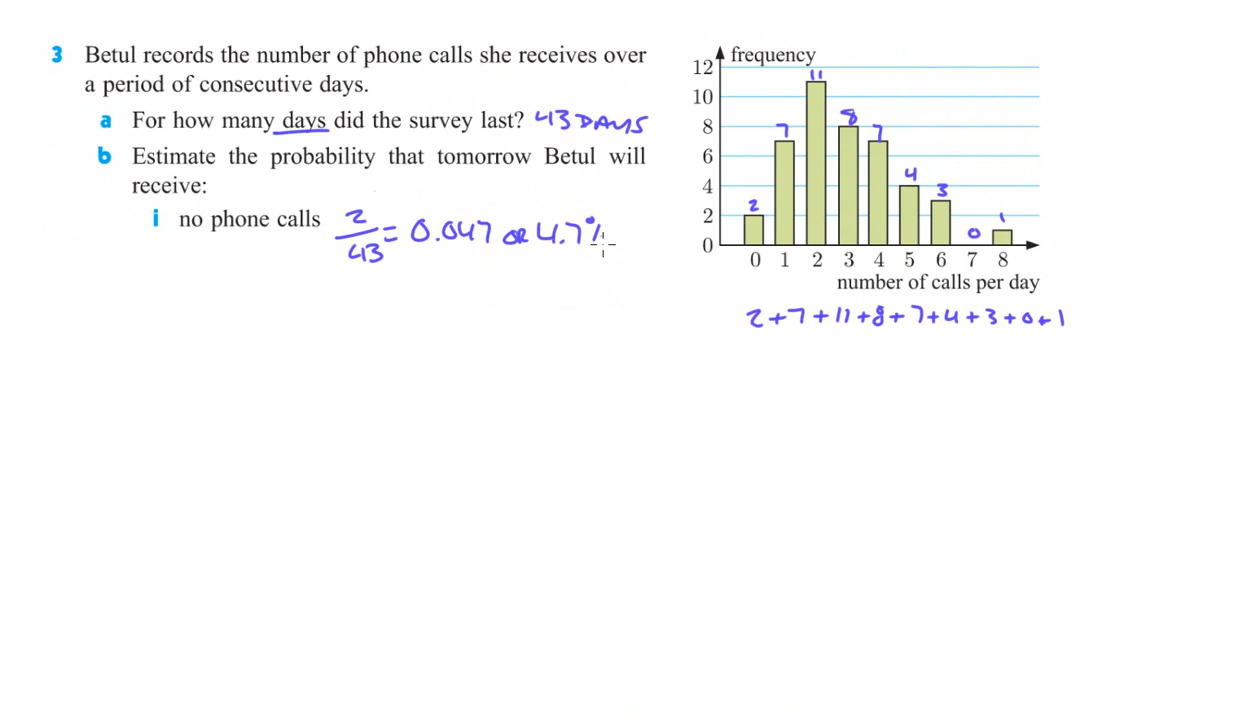 3 Betul records the number of phone calls she receives over
a period of consecutive days.
a For how many days did the survey last? 43 DAYS
b Estimate the probability that tomorrow Betul will
receive:
i no phone calls 2/43 = 0.047 OR 4.7%
frequency
12
10
8
6
4
2
0
2 7 11 8 7 4 3 0 1
0 1 2 3 4 5 6 7 8
number of calls per day
2+7+11+8+7+4+3+0+1